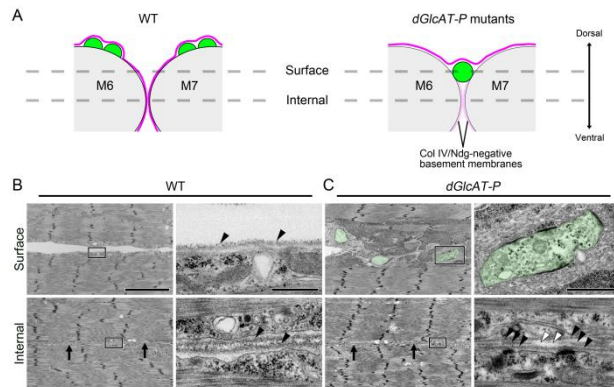 A
WT
dGlcAT-P mutants
Dorsal
Surface
M6
M7
M6
M7
Internal
Ventral
Col IV/Ndg-negative
basement membranes
B
WT
C
dGlcAT-P
Surface
Internal